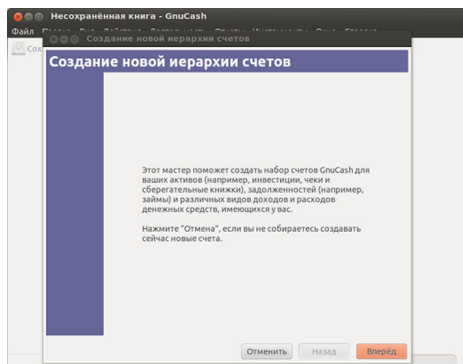 Несохранённая книга - GnuCash
Файл
Создание новой иерархии счетов
Сох
Создание новой иерархии счетов
Этот мастер поможет создать набор счетов GnuCash для
ваших активов (например, инвестиции, чеки и
сберегательные книжки), задолженностей (например,
займы) и различных видов доходов и расходов
денежных средств, имеющихся у вас.
Нажмите "Отмена", если вы не собираетесь создавать
сейчас новые счета.
Отменить Назад Вперёд